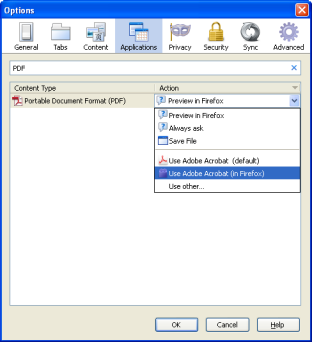 Options
General Tabs Content Applications Privacy Security Sync Advanced
PDF
Content Type Action
Portable Document Format (PDF) Preview in Firefox
Preview in Firefox
Always ask
Save File
Use Adobe Acrobat (default)
Use Adobe Acrobat (in Firefox)
Use other...
OK Cancel Help